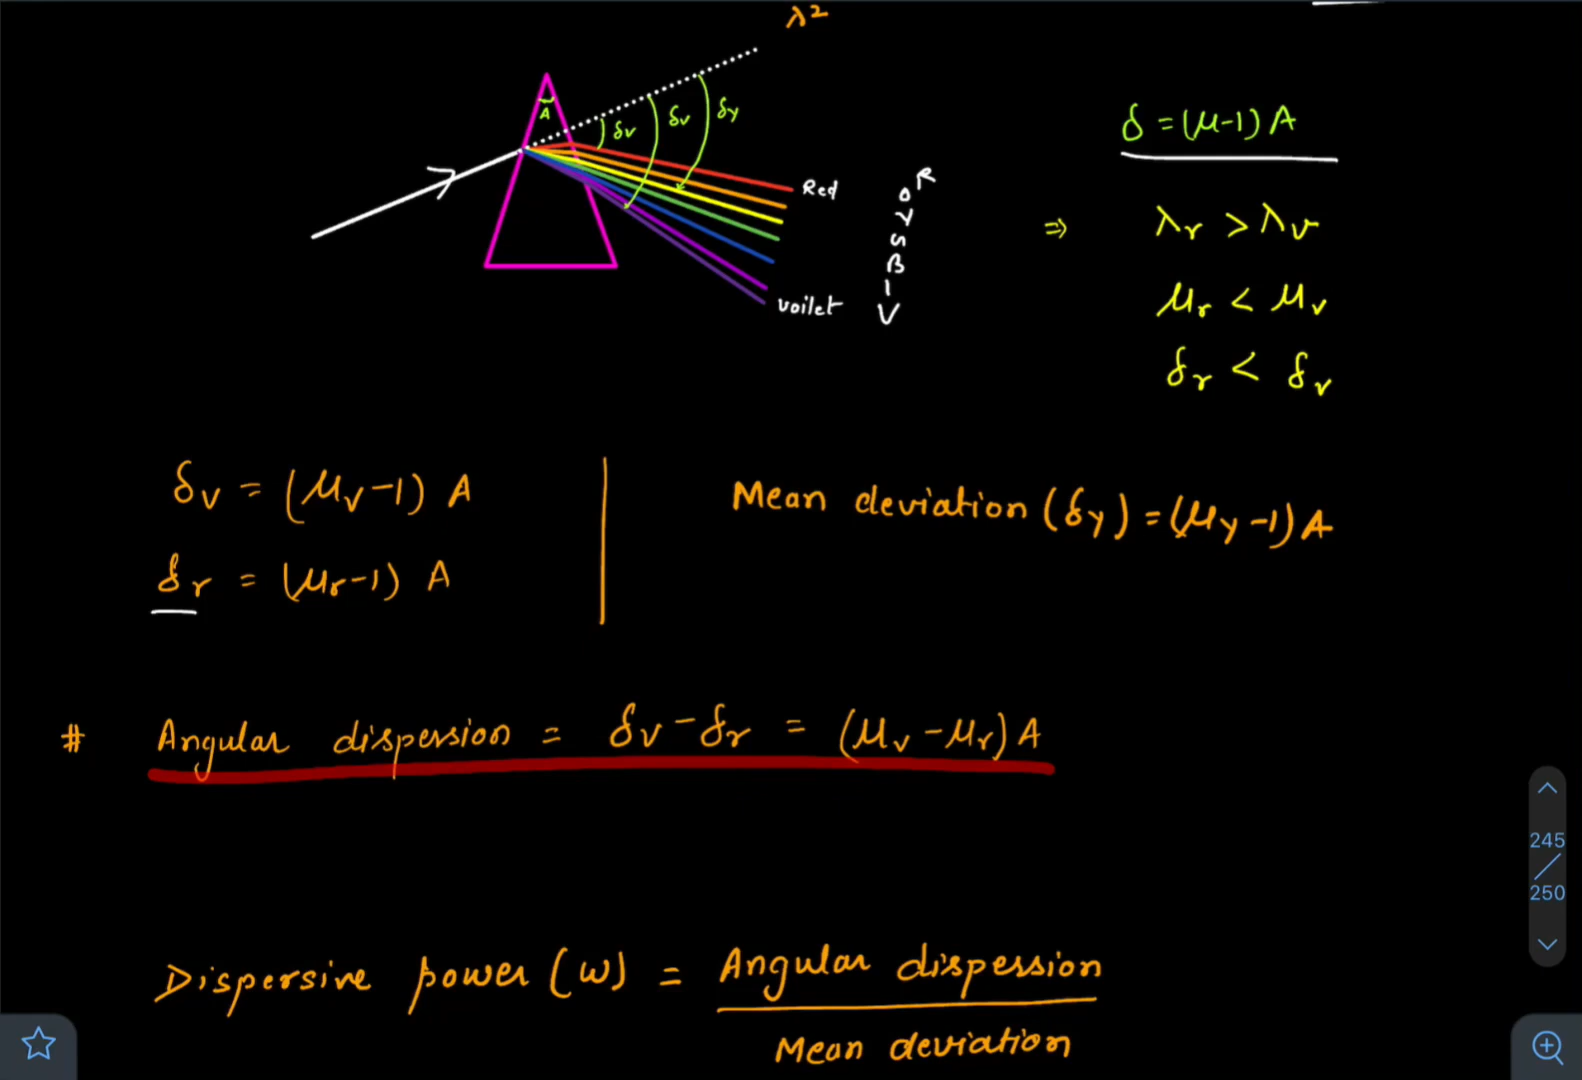 λ²
A
δv
δv
δy
Red
voilet
R
O
Y
G
B
I
V
δ = (μ-1) A
⇒ λr > λv
μr < μv
δr < δv
δv = (μv-1) A
δr = (μr-1) A
Mean deviation (δy) = (μy-1) A
# Angular dispersion = δv - δr = (μv - μr) A
Dispersive power (ω) = Angular dispession
Mean deviation
245
250